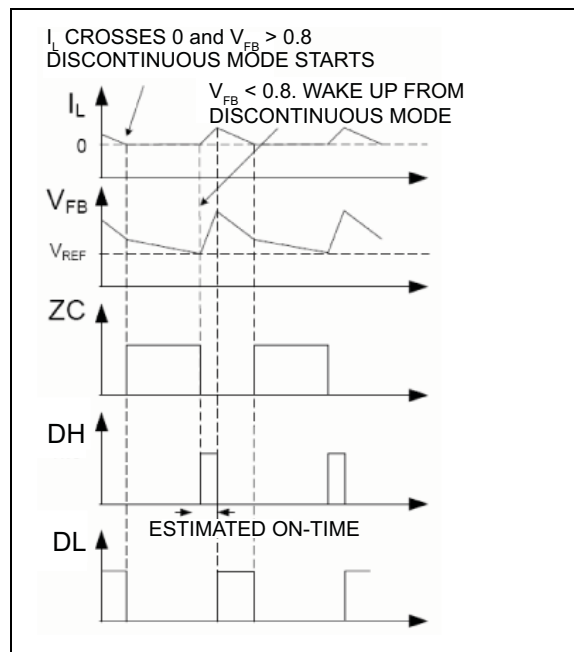 I_L CROSSES 0 and V_FB > 0.8
DISCONTINUOUS MODE STARTS
V_FB < 0.8. WAKE UP FROM
DISCONTINUOUS MODE
I_L
0
V_FB
V_REF
ZC
DH
ESTIMATED ON-TIME
DL